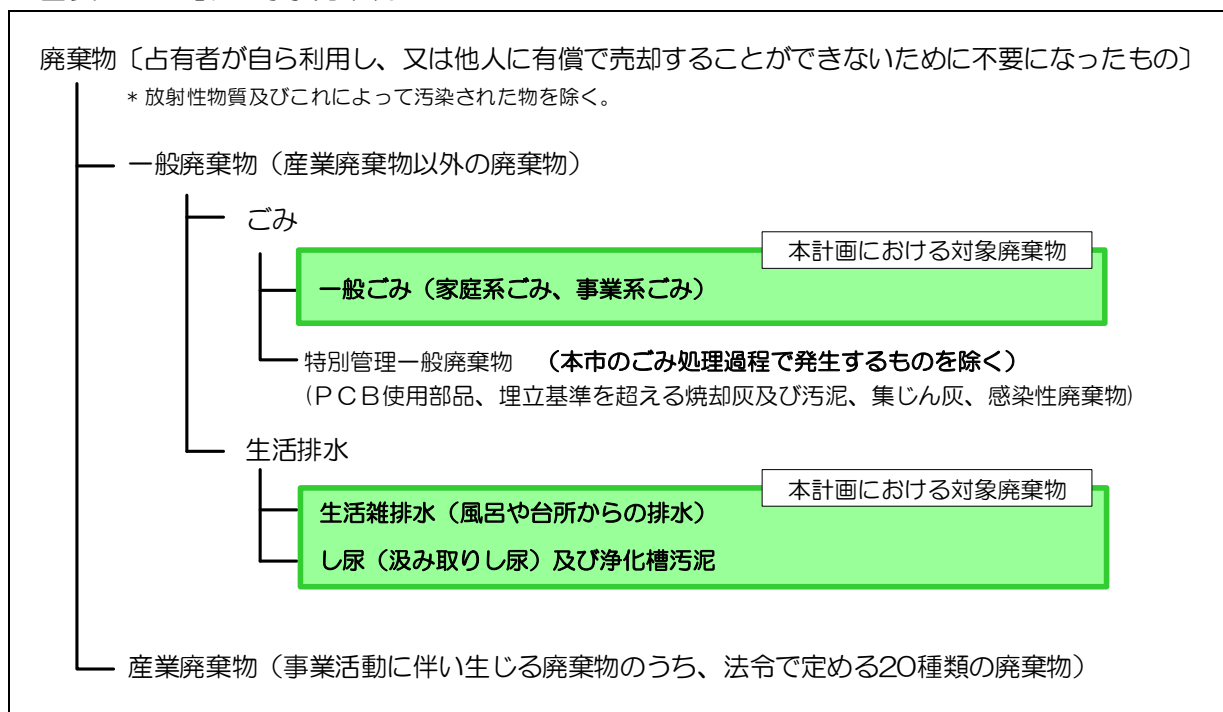 廃棄物〔占有者が自ら利用し、又は他人に有償で売却することができないために不要になったもの〕
* 放射性物質及びこれによって汚染された物を除く。
一般廃棄物（産業廃棄物以外の廃棄物）
ごみ
本計画における対象廃棄物
一般ごみ（家庭系ごみ、事業系ごみ）
特別管理一般廃棄物　（本市のごみ処理過程で発生するものを除く）
(ＰＣＢ使用部品、埋立基準を超える焼却灰及び汚泥、集じん灰、感染性廃棄物)
生活排水
本計画における対象廃棄物
生活雑排水（風呂や台所からの排水）
し尿（汲み取りし尿）及び浄化槽汚泥
産業廃棄物（事業活動に伴い生じる廃棄物のうち、法令で定める20種類の廃棄物）